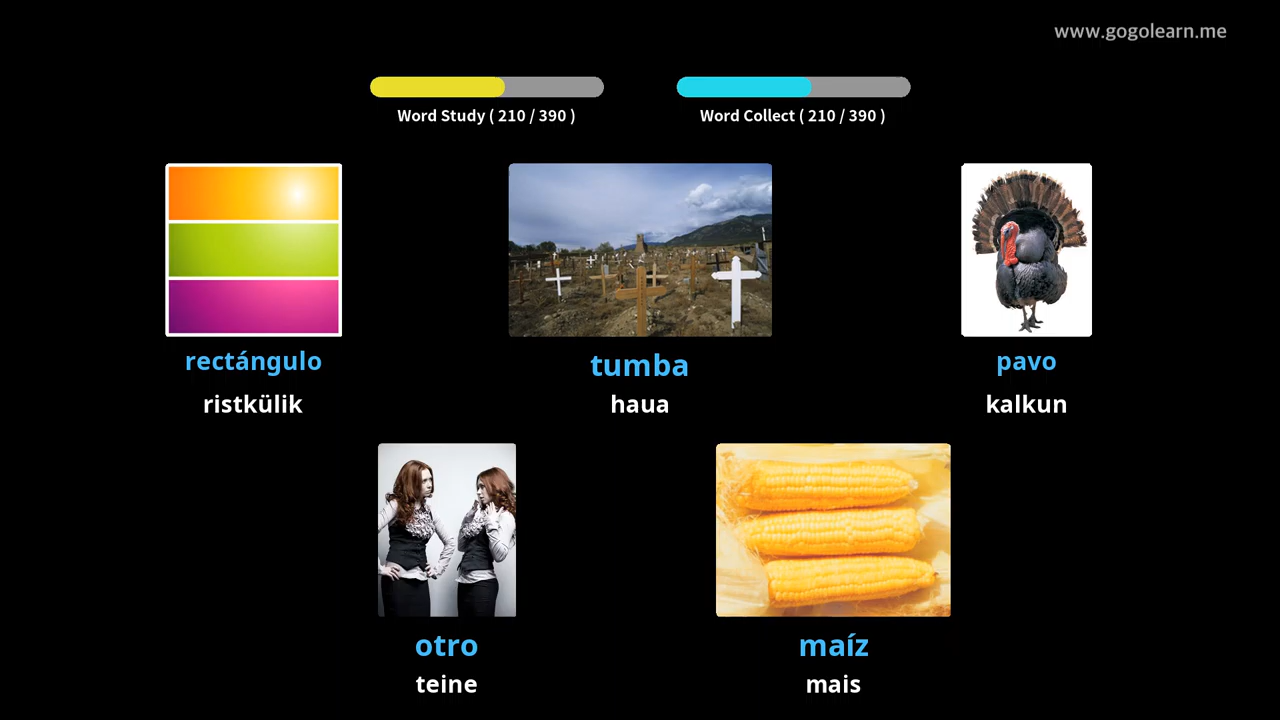 www.gogolearn.me
Word Study ( 210 / 390 )
Word Collect ( 210 / 390 )
rectángulo
ristkülik
tumba
haua
pavo
kalkun
otro
teine
maíz
mais